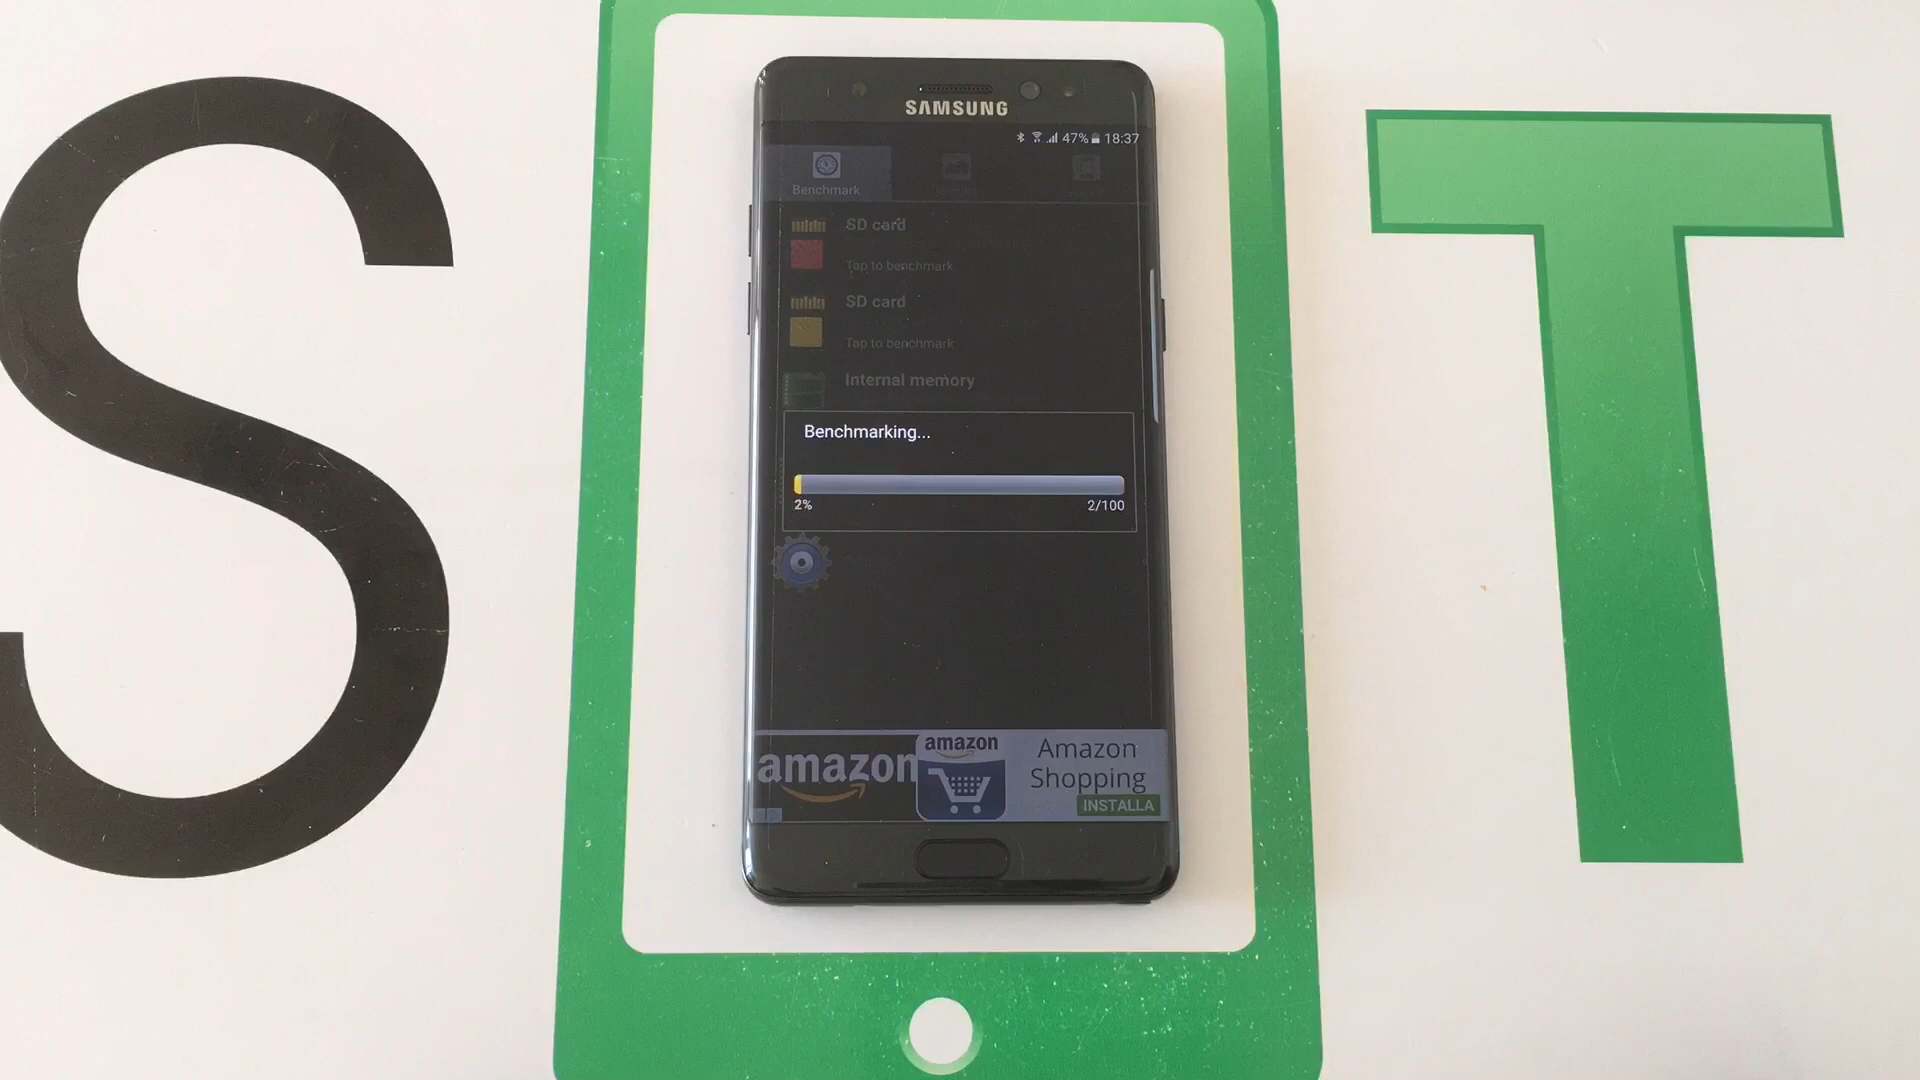 S
T
SAMSUNG
47% 18:37
Benchmark
SD card
Tap to benchmark
SD card
Tap to benchmark
Internal memory
Benchmarking...
2% 2/100
amazon
amazon
Amazon
Shopping
INSTALLA